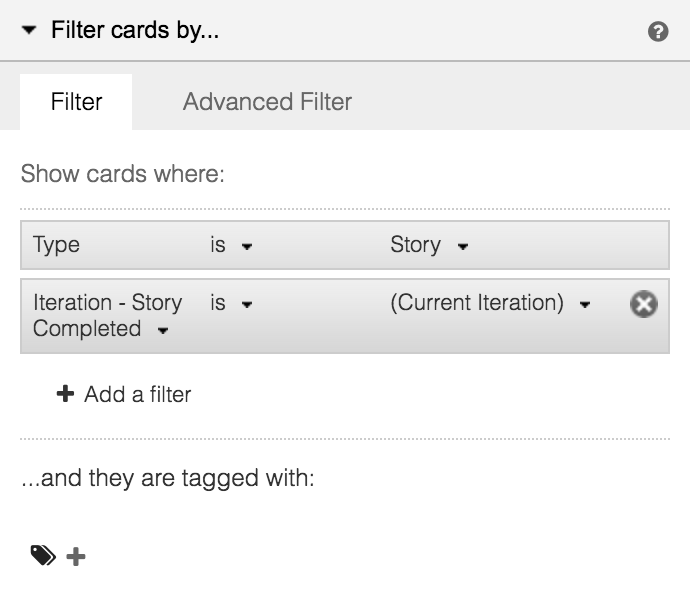 Filter cards by...
?
Filter
Advanced Filter
Show cards where:
Type is Story
Iteration - Story is (Current Iteration)
Completed
Add a filter
...and they are tagged with: